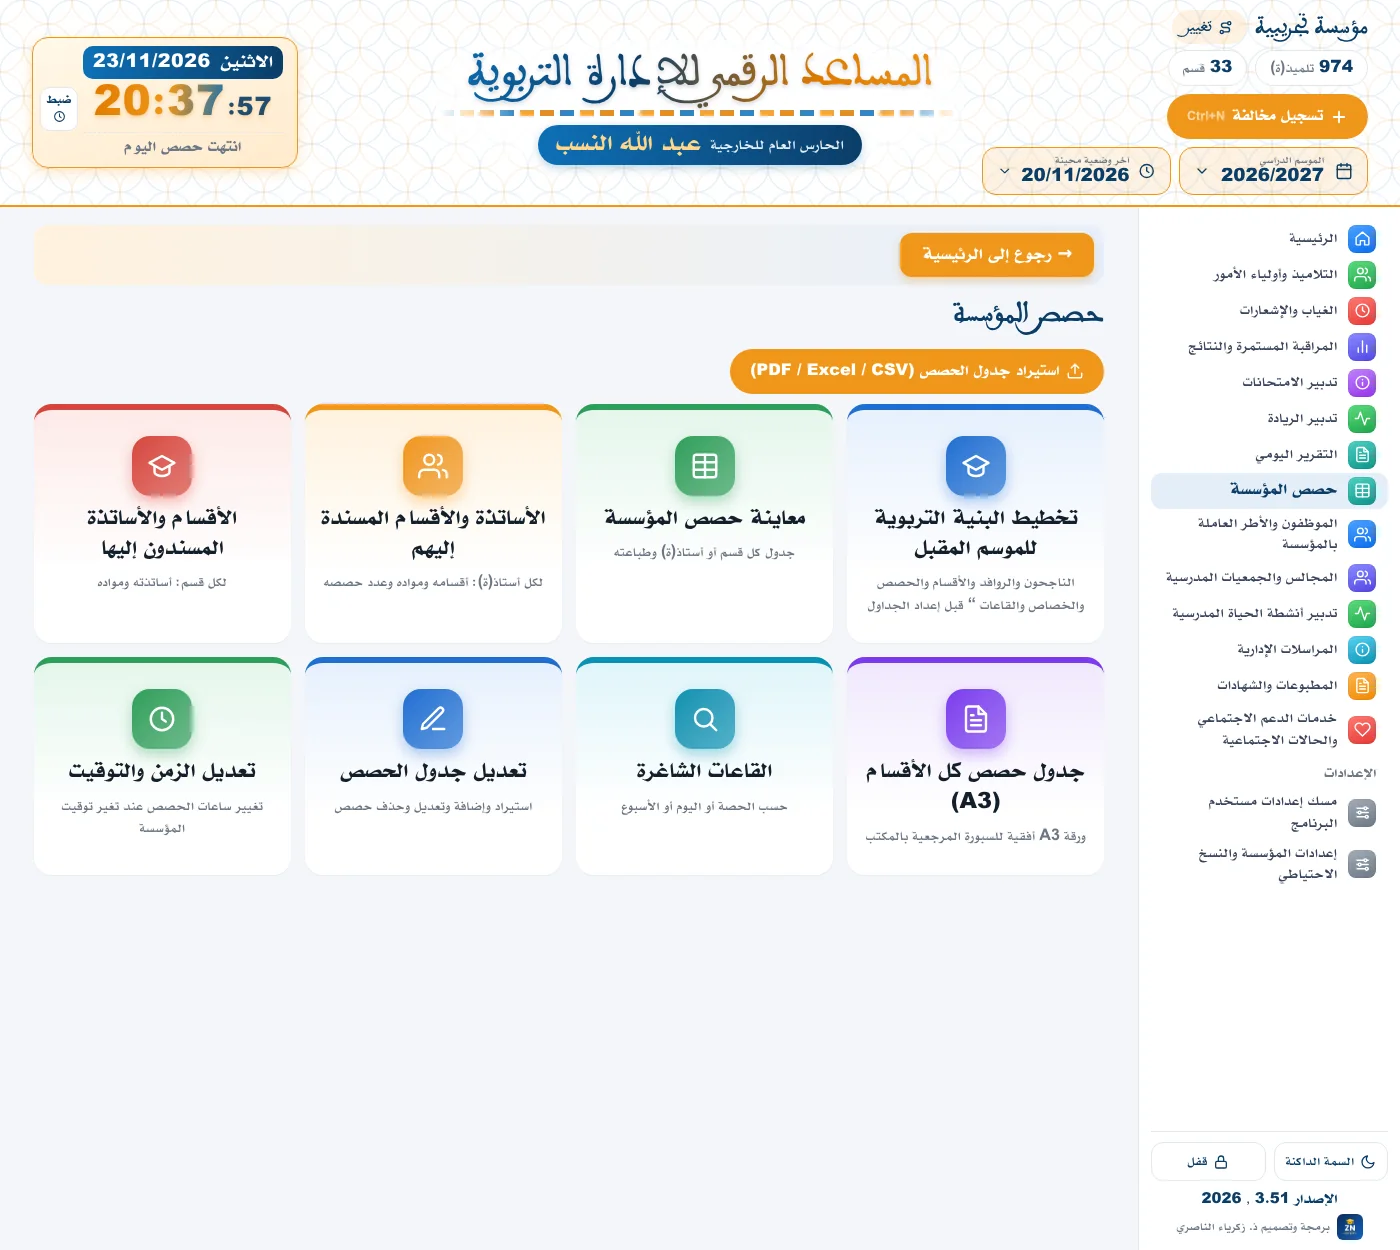 مؤسسة تجريبية
تغيير
974 تلميذ(ة)
33 قسم
تسجيل مخالفة Ctrl+N
الموسم الدراسي
2026/2027
آخر وضعية محينة
20/11/2026
المساعد الرقمي للإدارة التربوية
الحارس العام للخارجية عبد الله النسب
الاثنين 23/11/2026
20:37:57
ضبط
انتهت حصص اليوم
الرئيسية
التلاميذ وأولياء الأمور
الغياب والإشعارات
المراقبة المستمرة والنتائج
تدبير الامتحانات
تدبير الريادة
التقرير اليومي
حصص المؤسسة
الموظفون والأطر العاملة
بالمؤسسة
المجالس والجمعيات المدرسية
تدبير أنشطة الحياة المدرسية
المراسلات الإدارية
المطبوعات والشهادات
خدمات الدعم الاجتماعي
والحالات الاجتماعية
الإعدادات
مسك إعدادات مستخدم
البرنامج
إعدادات المؤسسة والنسخ
الاحتياطي
السمة الداكنة
قفل
الإصدار 3.51 , 2026
برمجة وتصميم ذ. زكرياء الناصري
ZN
→ رجوع إلى الرئيسية
حصص المؤسسة
استيراد جدول الحصص (PDF / Excel / CSV)
تخطيط البنية التربوية
للموسم المقبل
الناجحون والروافد والأقسام والحصص
والخصاص والقاعات “ قبل إعداد الجداول
معاينة حصص المؤسسة
جدول كل قسم أو أستاذ(ة) وطباعته
الأساتذة والأقسام المسندة
إليهم
لكل أستاذ(ة): أقسامه ومواده وعدد حصصه
الأقسام والأساتذة
المسندون إليها
لكل قسم: أساتذته ومواده
جدول حصص كل الأقسام
(A3)
ورقة A3 أفقية للسبورة المرجعية بالمكتب
القاعات الشاغرة
حسب الحصة أو اليوم أو الأسبوع
تعديل جدول الحصص
استيراد وإضافة وتعديل وحذف حصص
تعديل الزمن والتوقيت
تغيير ساعات الحصص عند تغير توقيت
المؤسسة